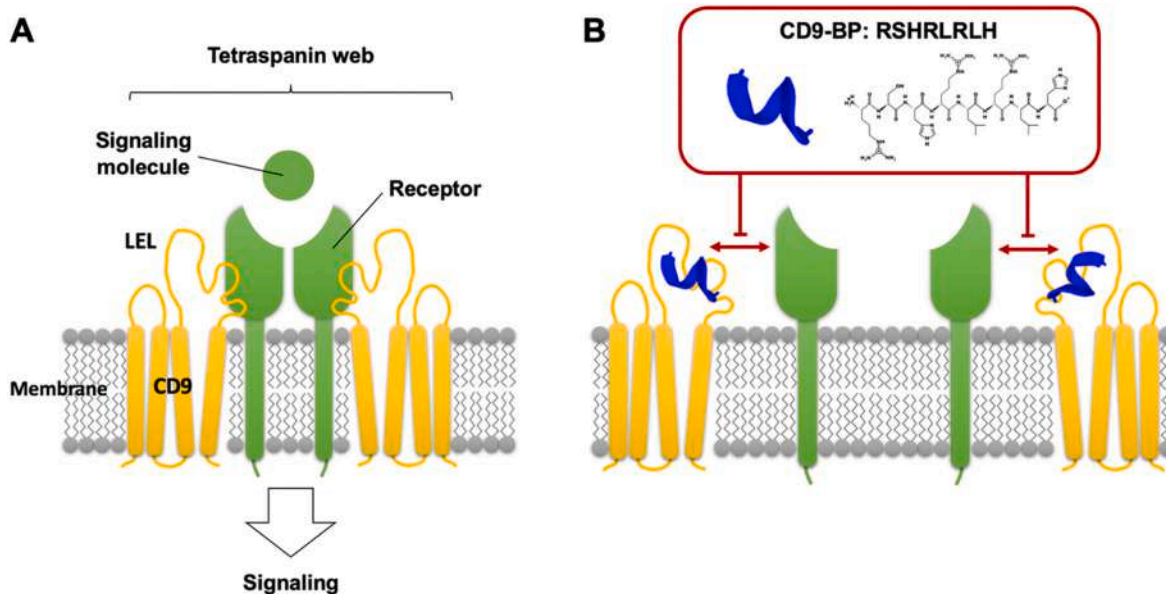 A
Tetraspanin web
Signaling
molecule
Receptor
LEL
Membrane
CD9
Signaling
B
CD9-BP: RSHRLRLH